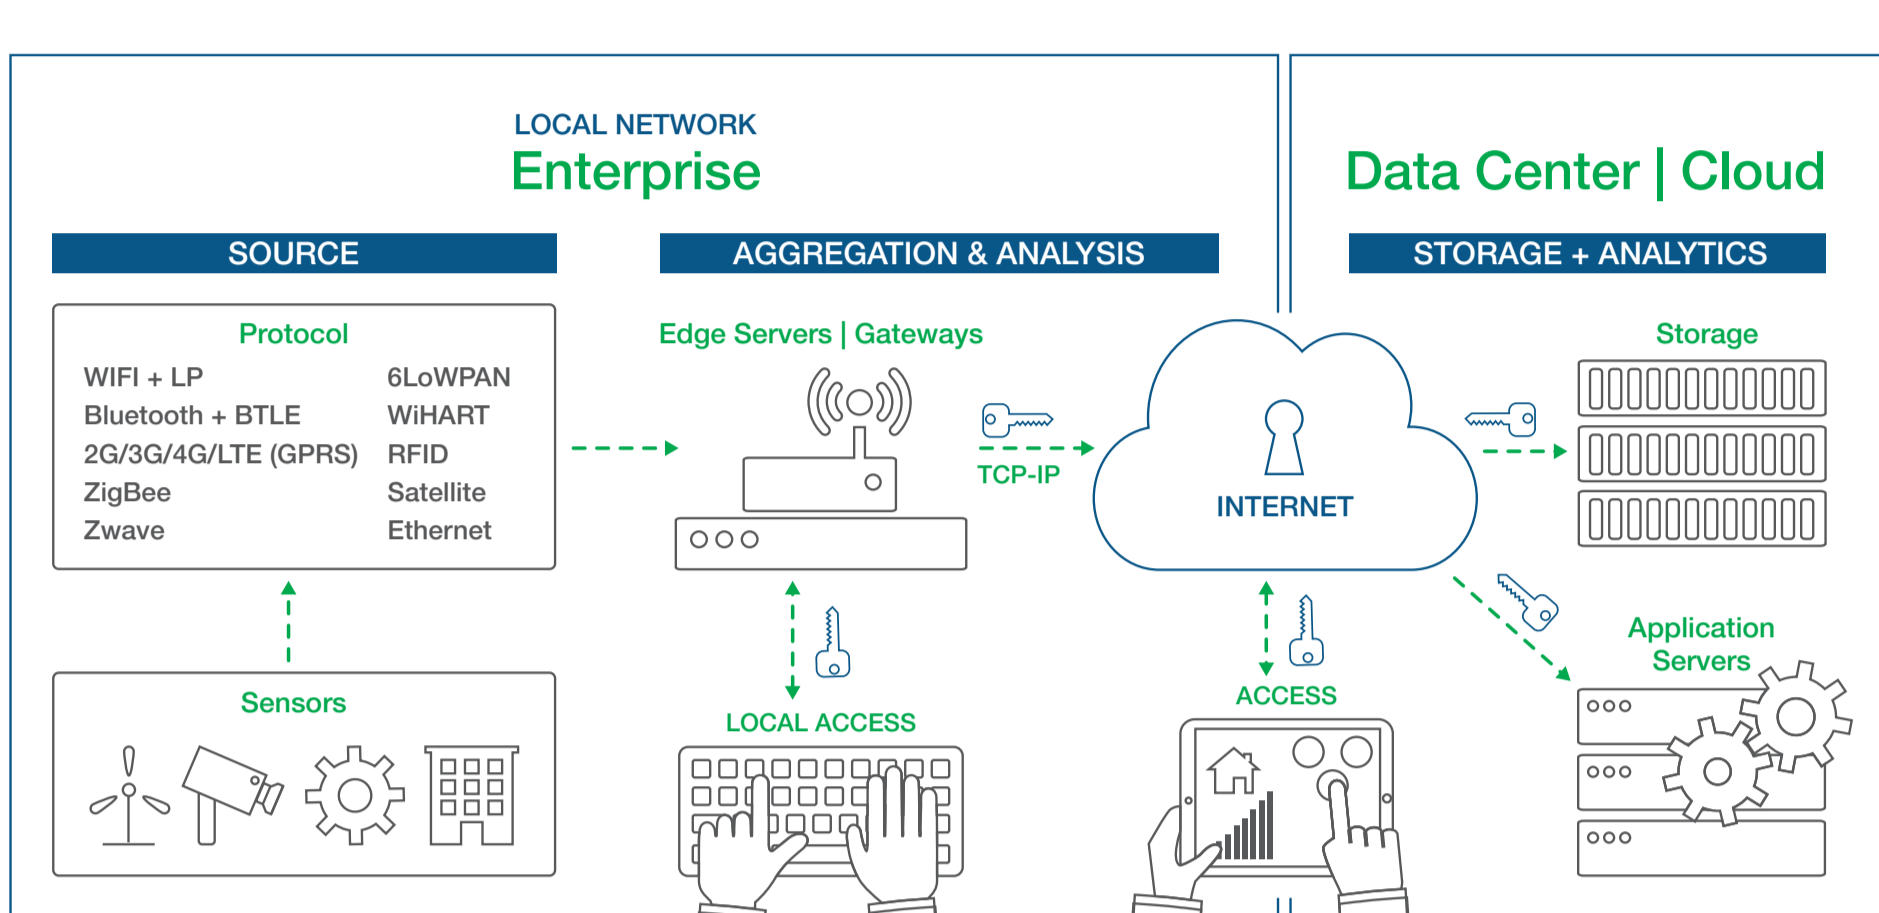 LOCAL NETWORK
Enterprise
Data Center | Cloud
SOURCE
AGGREGATION & ANALYSIS
STORAGE + ANALYTICS
Protocol
WIFI + LP
Bluetooth + BTLE
2G/3G/4G/LTE (GPRS)
ZigBee
Zwave
6LoWPAN
WiHART
RFID
Satellite
Ethernet
Sensors
Edge Servers | Gateways
TCP-IP
LOCAL ACCESS
INTERNET
ACCESS
Storage
Application
Servers